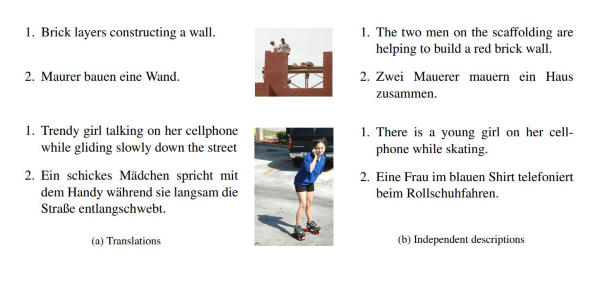 1. Brick layers constructing a wall.
2. Maurer bauen eine Wand.
1. The two men on the scaffolding are
helping to build a red brick wall.
2. Zwei Mauerer mauern ein Haus
zusammen.
1. Trendy girl talking on her cellphone
while gliding slowly down the street
2. Ein schickes Mädchen spricht mit
dem Handy während sie langsam die
Straße entlangschwebt.
(a) Translations
1. There is a young girl on her cell-
phone while skating.
2. Eine Frau im blauen Shirt telefoniert
beim Rollschuhfahren.
(b) Independent descriptions